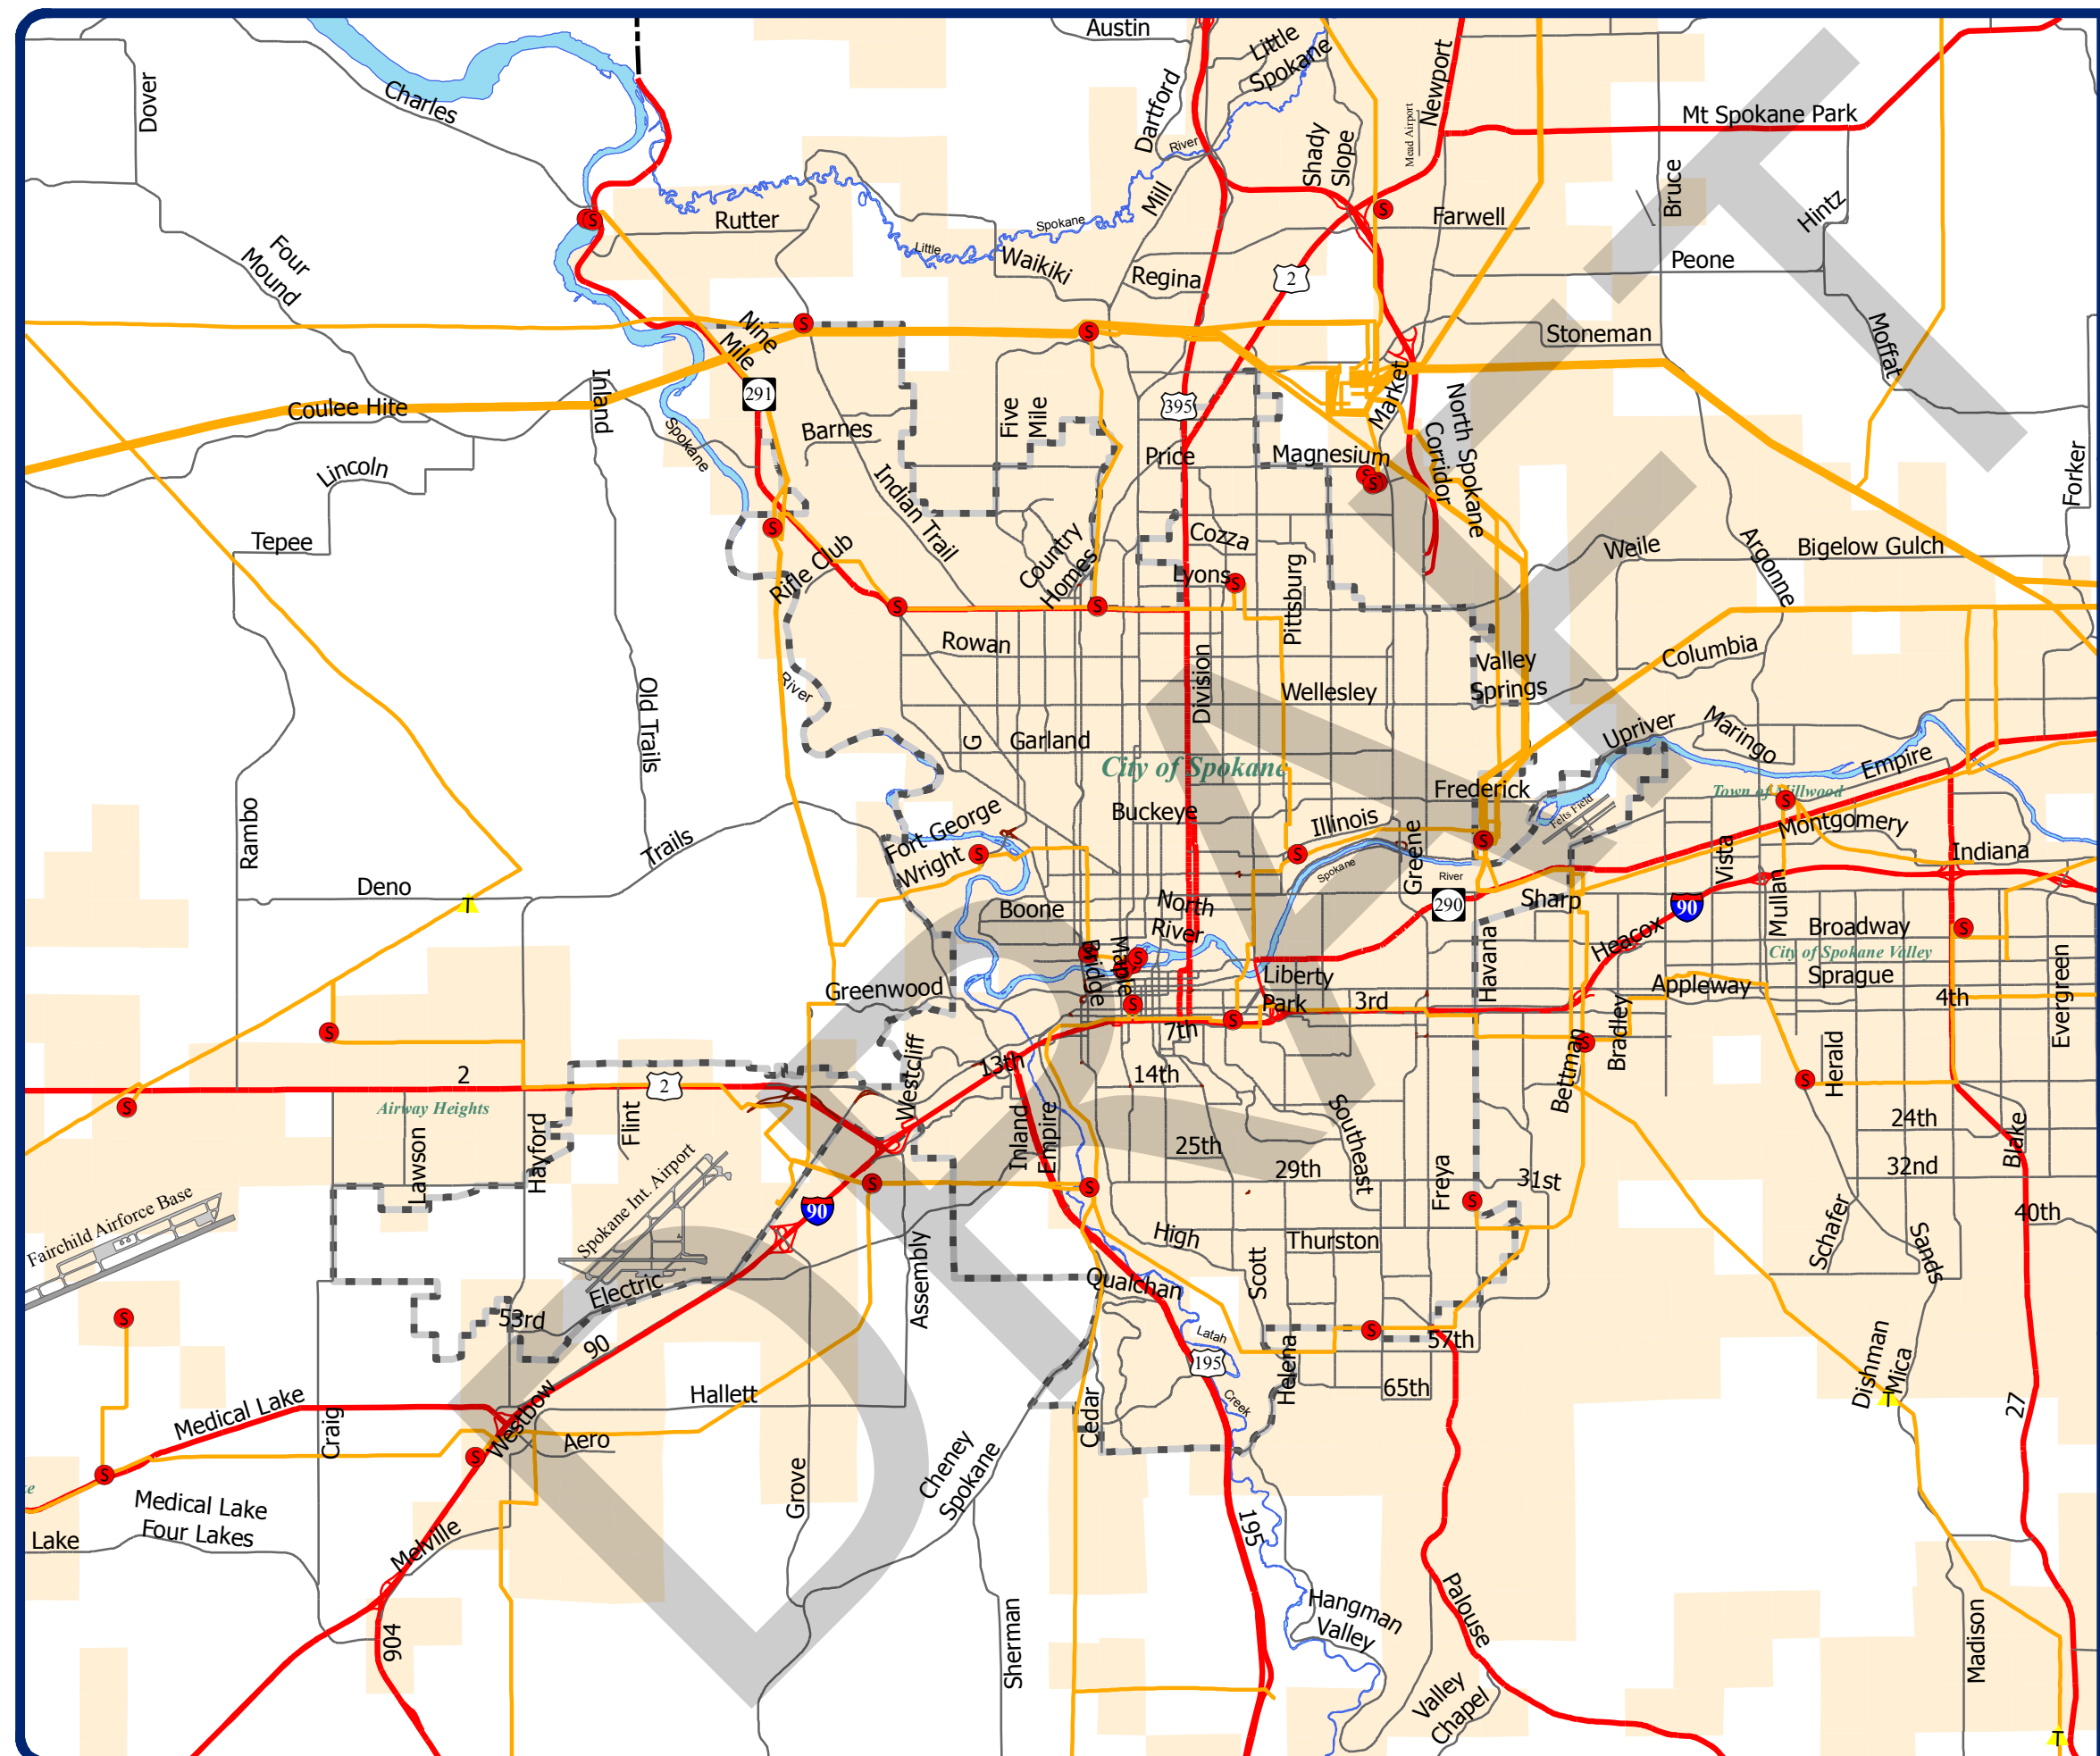 Austin
Little
Spokane
Dover
Charles
Dartford
Newport
Mead Airport
Mt Spokane Park
Shady
Slope
River
Bruce
Hintz
Mill
Rutter
Spokane
Little
Farwell
Four
Mound
Waikiki
Regina
2
Peone
Nine
Mile
Stoneman
Moffat
291
Inland
Coulee Hite
395
Market
Five
Mile
Barnes
North Spokane
Corridor
Spokane
Lincoln
Price
Magnesium
Forker
Indian Trail
Tepee
Country
Homes
Cozza
Weile
Argonne
Bigelow Gulch
Rifle Club
Lyons
Pittsburg
Rowan
Columbia
Valley
Springs
River
Old Trails
Division
Wellesley
Upriver
Maringo
G
Garland
City of Spokane
Empire
Frederick
Town of Millwood
Felts Field
Rambo
Trails
Fort George
Wright
Buckeye
Illinois
Greene
Spokane
River
Montgomery
Vista
Indiana
Deno
T
Boone
North
River
290
Sharp
90
Mullan
Broadway
Heacox
City of Spokane Valley
Bridge
Maple
Greenwood
Liberty
Park
3rd
Havana
Appleway
Sprague
4th
Evergreen
7th
Bettman
Bradley
Herald
2
2
13th
14th
Westcliff
Airway Heights
Flint
Lawson
Hayford
Inland
Empire
Southeast
24th
Blake
25th
29th
Freya
31st
32nd
Spokane Int. Airport
Fairchild Airforce Base
90
High
Thurston
Scott
Schafer
Sands
40th
Assembly
Electric
Qualchan
53rd
90
Latah
195
Helena
57th
Dishman
Mica
T
65th
27
Medical Lake
Hallett
Westbow
Craig
Aero
Cedar
Creek
Cheney
Spokane
Grove
Medical Lake
Four Lakes
Lake
Melville
195
904
Sherman
Hangman
Valley
Palouse
Madison
Valley
Chapel
T
DRAFT